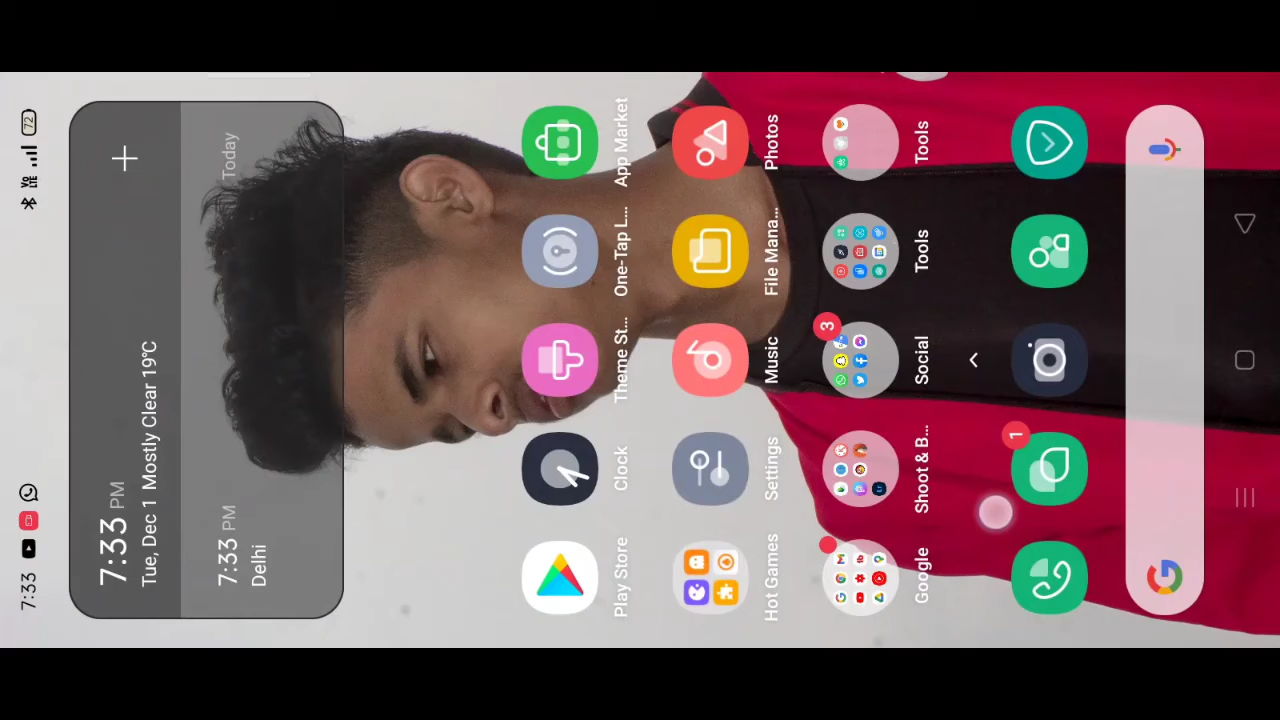 7:33
72
7:33 PM
Tue, Dec 1 Mostly Clear 19°C
7:33 PM
Today
Delhi
Play Store
Clock
Theme St...
One-Tap L...
App Market
Hot Games
Settings
Music
File Mana...
Photos
Google
Shoot & B...
3
Social
Tools
Tools
1